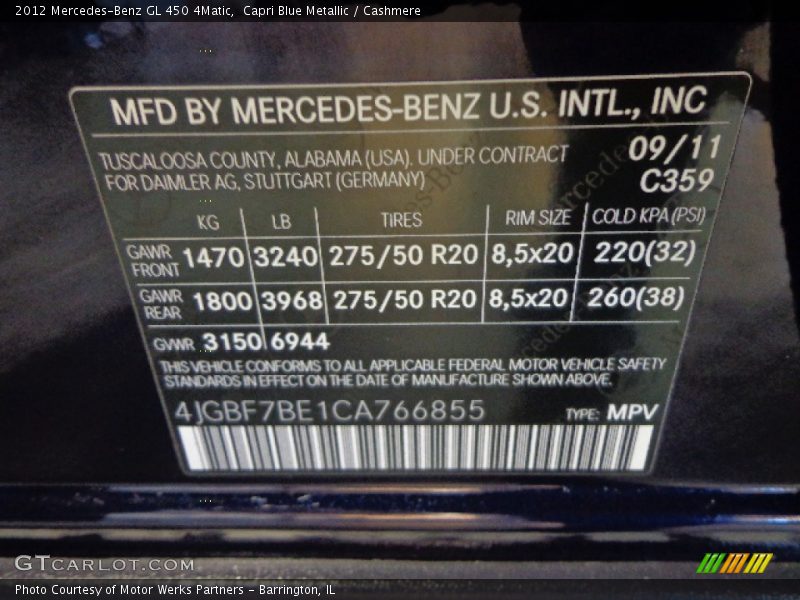 2012 Mercedes-Benz GL 450 4Matic,  Capri Blue Metallic / Cashmere
MFD BY MERCEDES-BENZ U.S. INTL., INC
TUSCALOOSA COUNTY, ALABAMA (USA). UNDER CONTRACT 09/11
FOR DAIMLER AG, STUTTGART (GERMANY) C359
KG LB TIRES RIM SIZE COLD KPA (PSI)
GAWR FRONT 1470 3240 275/50 R20 8,5x20 220(32)
GAWR REAR 1800 3968 275/50 R20 8,5x20 260(38)
GVWR 3150 6944
THIS VEHICLE CONFORMS TO ALL APPLICABLE FEDERAL MOTOR VEHICLE SAFETY
STANDARDS IN EFFECT ON THE DATE OF MANUFACTURE SHOWN ABOVE.
4JGBF7BE1CA766855 TYPE: MPV
GTCARLOT.COM
Photo Courtesy of Motor Werks Partners - Barrington, IL